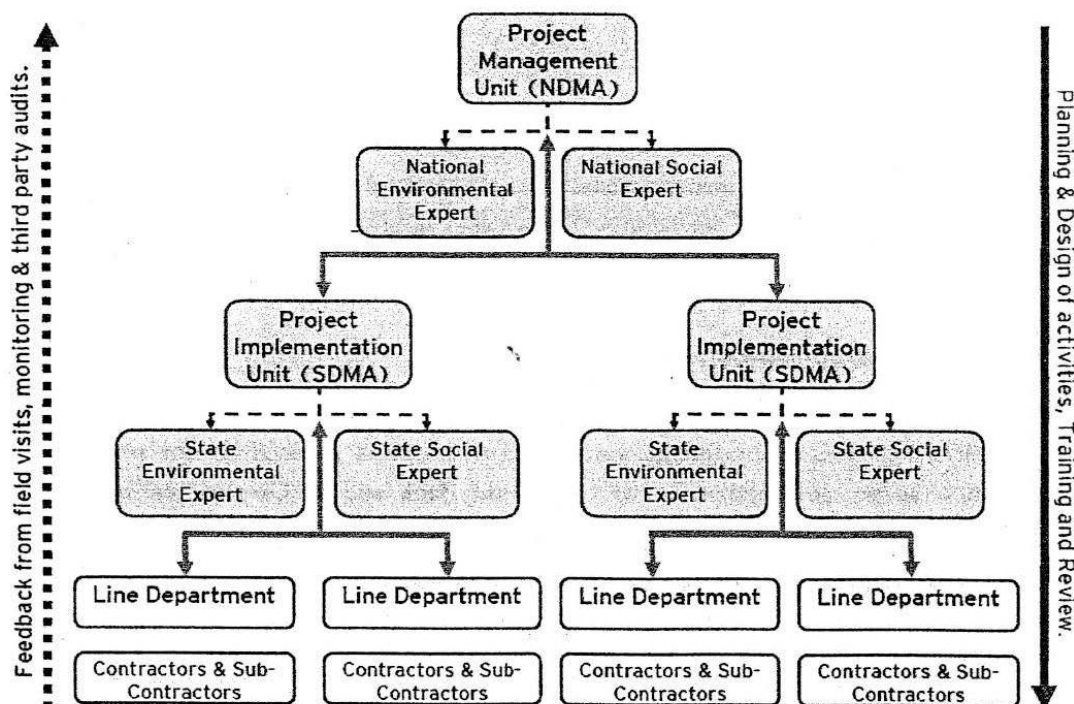 Feedback from field visits, monitoring & third party audits.
Project
Management
Unit (NDMA)
National
Environmental
Expert
National Social
Expert
Project
Implementation
Unit (SDMA)
Project
Implementation
Unit (SDMA)
State
Environmental
Expert
State Social
Expert
State
Environmental
Expert
State Social
Expert
Line Department
Line Department
Line Department
Line Department
Contractors & Sub-
Contractors
Contractors & Sub-
Contractors
Contractors & Sub-
Contractors
Contractors & Sub-
Contractors
Planning & Design of activities, Training and Review.